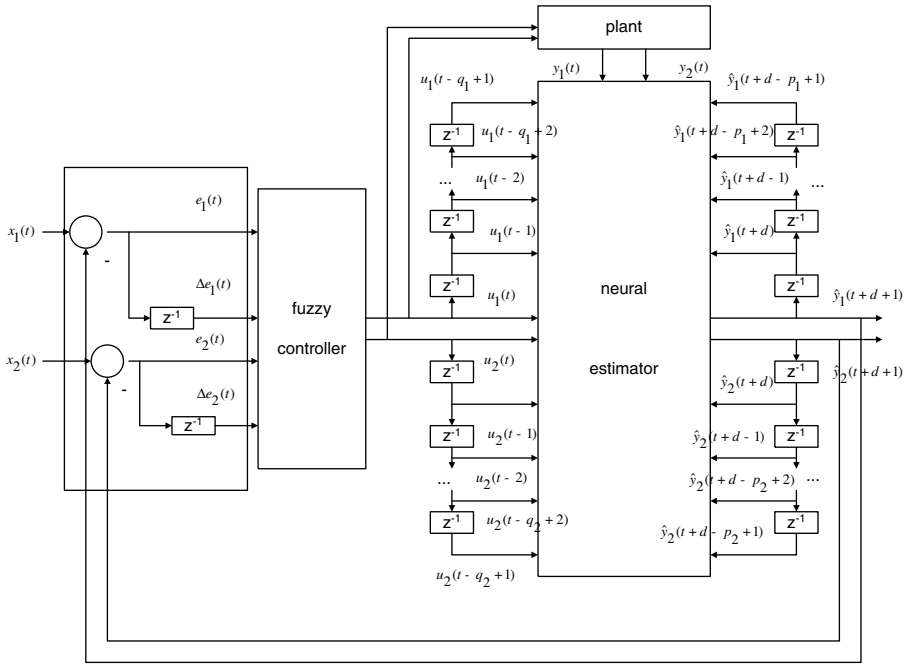 plant
y1(t)
y2(t)
u1(t - q1 + 1)
ŷ1(t + d - p1 + 1)
z-1
u1(t - q1 + 2)
ŷ1(t + d - p1 + 2)
z-1
...
u1(t - 2)
ŷ1(t + d - 1)
...
e1(t)
z-1
u1(t - 1)
ŷ1(t + d)
z-1
x1(t)
-
Δe1(t)
z-1
fuzzy
controller
z-1
u1(t)
neural
estimator
z-1
ŷ1(t + d + 1)
e2(t)
x2(t)
-
z-1
u2(t)
ŷ2(t + d)
z-1
ŷ2(t + d + 1)
Δe2(t)
z-1
z-1
u2(t - 1)
ŷ2(t + d - 1)
z-1
...
u2(t - 2)
ŷ2(t + d - p2 + 2)
...
z-1
u2(t - q2 + 2)
ŷ2(t + d - p2 + 1)
z-1
u2(t - q2 + 1)